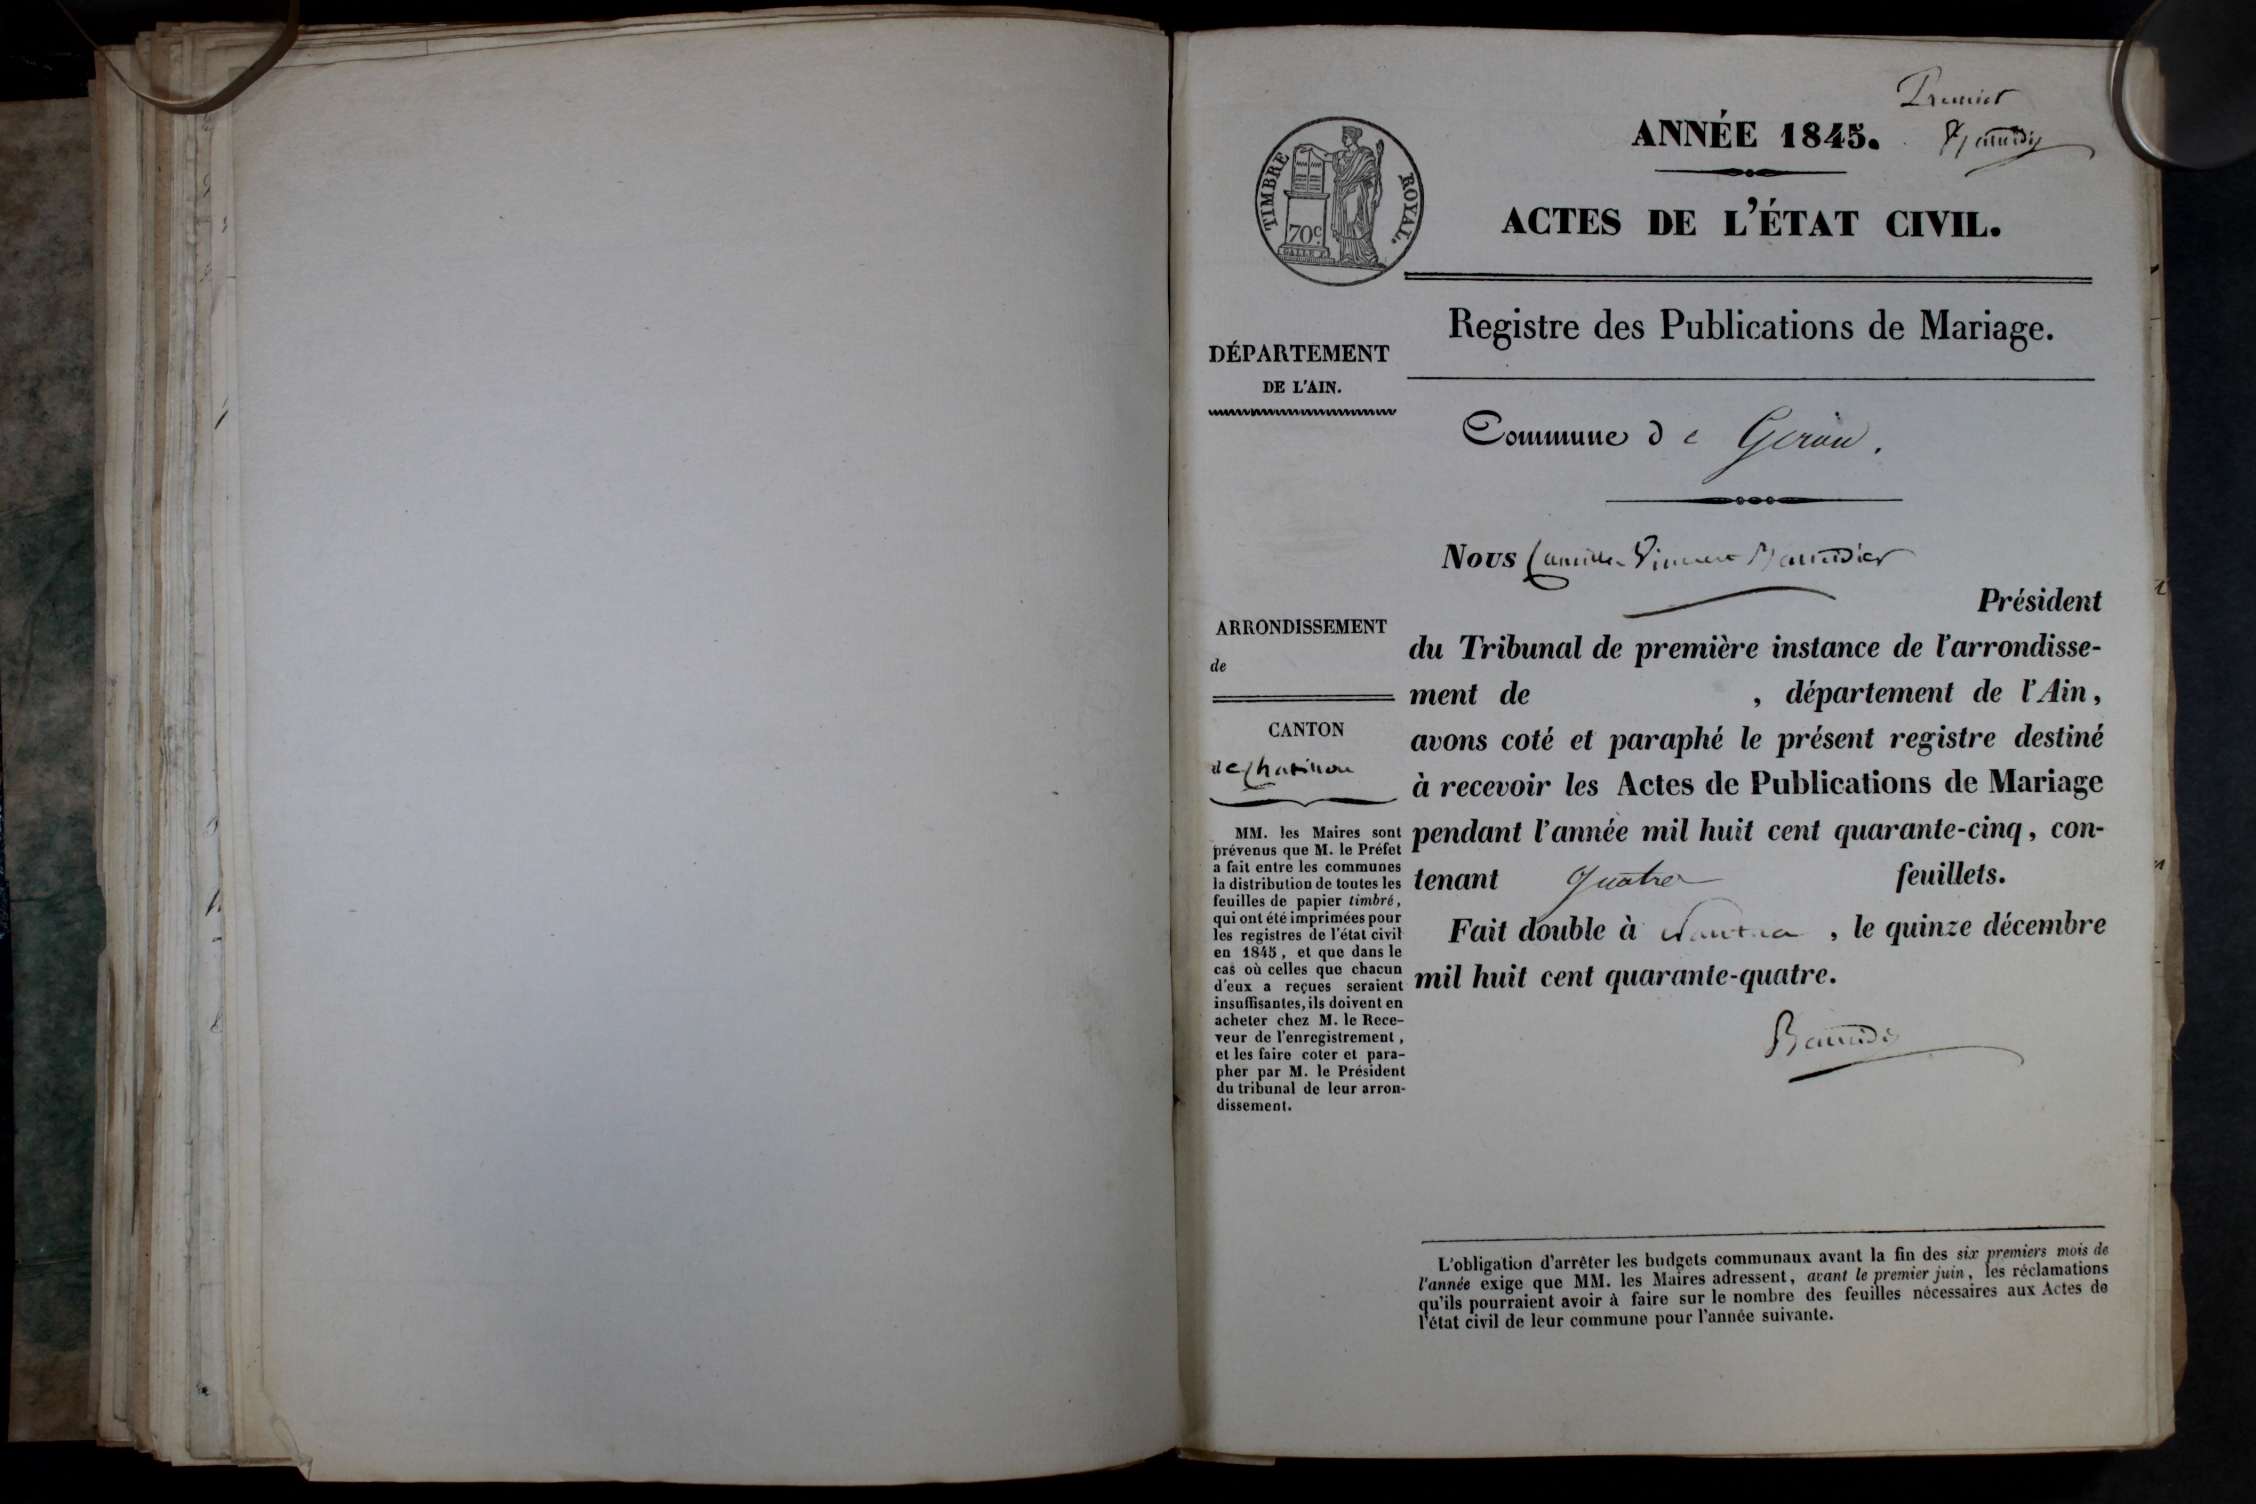 Premier
ANNÉE 1845.
TIMBRE ROYAL.
70c.
ACTES DE L'ÉTAT CIVIL.
Registre des Publications de Mariage.
DÉPARTEMENT
DE L'AIN.
Commune de Giron.
Nous Camille Vincent Baudier
Président
du Tribunal de première instance de l'arrondisse-
ment de , département de l'Ain,
avons coté et paraphé le présent registre destiné
à recevoir les Actes de Publications de Mariage
pendant l'année mil huit cent quarante-cinq, con-
tenant quatre feuillets.
Fait double à Nantua, le quinze décembre
mil huit cent quarante-quatre.
ARRONDISSEMENT
de
CANTON
de Chatillon
MM. les Maires sont
prévenus que M. le Préfet
a fait entre les communes
la distribution de toutes les
feuilles de papier timbré,
qui ont été imprimées pour
les registres de l'état civil
en 1845, et que dans le
cas où celles que chacun
d'eux a reçues seraient
insuffisantes, ils doivent en
acheter chez M. le Rece-
veur de l'enregistrement,
et les faire coter et para-
pher par M. le Président
du tribunal de leur arron-
dissement.
L'obligation d'arrêter les budgets communaux avant la fin des six premiers mois de
l'année exige que MM. les Maires adressent, avant le premier juin, les réclamations
qu'ils pourraient avoir à faire sur le nombre des feuilles nécessaires aux Actes de
l'état civil de leur commune pour l'année suivante.